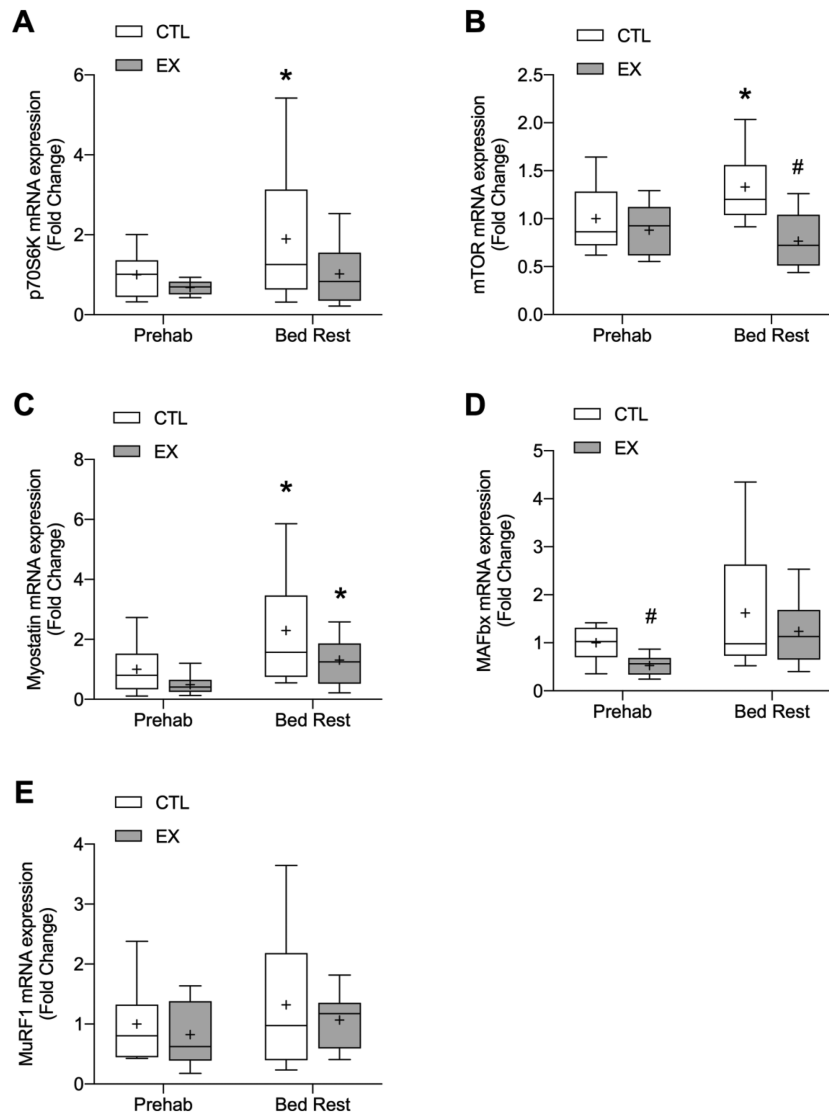 A
CTL
EX
p70S6K mRNA expression
(Fold Change)
6
4
2
0
*
Prehab
Bed Rest
B
CTL
EX
mTOR mRNA expression
(Fold Change)
2.5
2.0
1.5
1.0
0.5
0.0
*
#
Prehab
Bed Rest
C
CTL
EX
Myostatin mRNA expression
(Fold Change)
8
6
4
2
0
*
*
Prehab
Bed Rest
D
CTL
EX
MAFbx mRNA expression
(Fold Change)
5
4
3
2
1
0
#
Prehab
Bed Rest
E
CTL
EX
MuRF1 mRNA expression
(Fold Change)
4
3
2
1
0
Prehab
Bed Rest